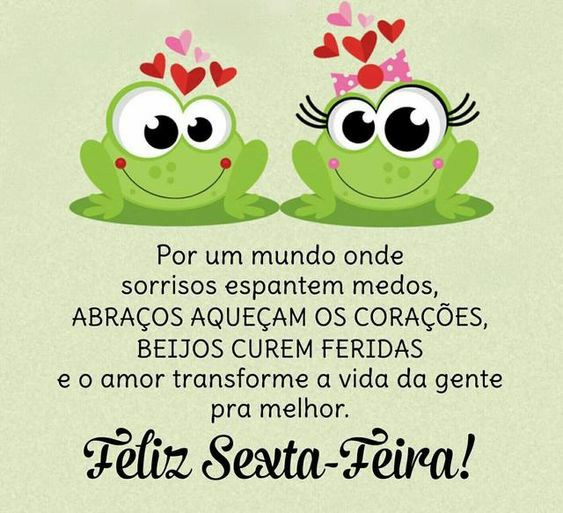 Por um mundo onde
sorrisos espantem medos,
ABRAÇOS AQUEÇAM OS CORAÇÕES,
BEIJOS CUREM FERIDAS
e o amor transforme a vida da gente
pra melhor.
Feliz Sexta-Feira!